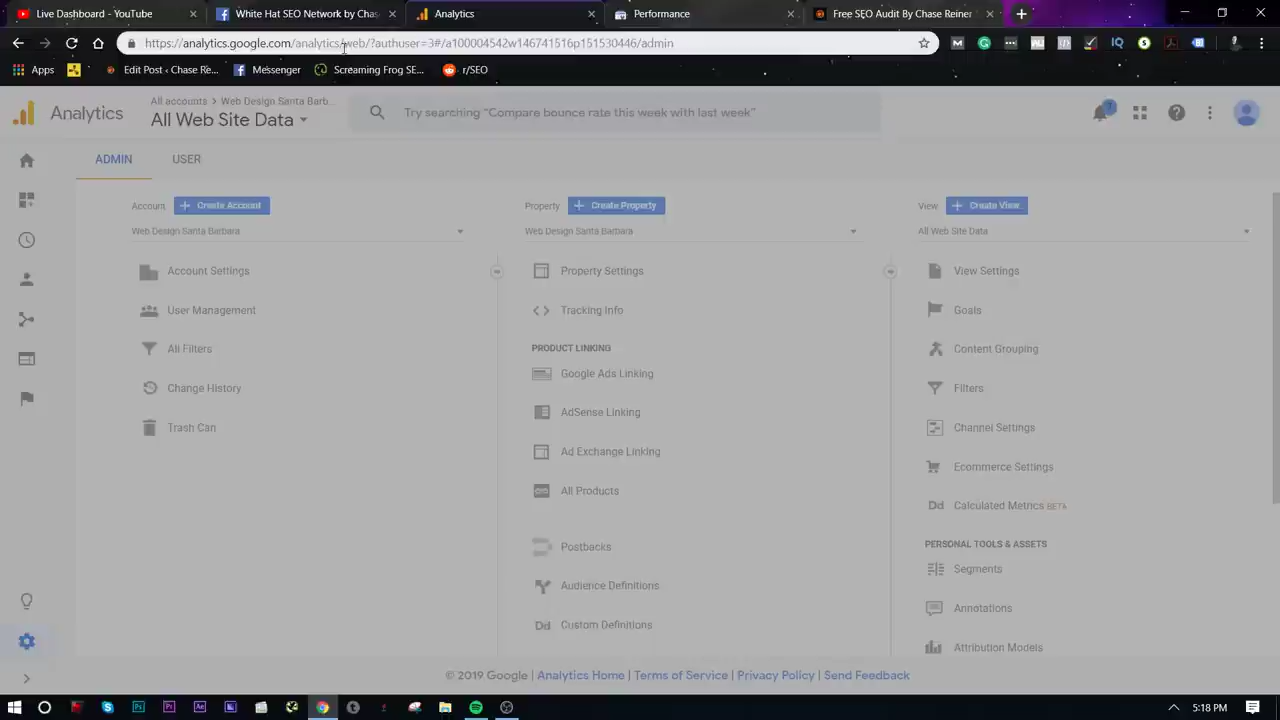 Live Dashboard - YouTube
White Hat SEO Network by Chase
Analytics
Performance
Free SEO Audit By Chase Reiner
https://analytics.google.com/analytics/web/?authuser=3#/a100004542w146741516p151530446/admin
Apps
Edit Post ‹ Chase Re...
Messenger
Screaming Frog SE...
r/SEO
Analytics
All accounts > Web Design Santa Barb...
All Web Site Data
Try searching "Compare bounce rate this week with last week"
7
ADMIN
USER
Account
+ Create Account
Property
+ Create Property
View
+ Create View
Web Design Santa Barbara
Web Design Santa Barbara
All Web Site Data
Account Settings
User Management
All Filters
Change History
Trash Can
Property Settings
Tracking Info
PRODUCT LINKING
Google Ads Linking
AdSense Linking
Ad Exchange Linking
All Products
Postbacks
Audience Definitions
Dd Custom Definitions
View Settings
Goals
Content Grouping
Filters
Channel Settings
Ecommerce Settings
Dd Calculated Metrics BETA
PERSONAL TOOLS & ASSETS
Segments
Annotations
Attribution Models
© 2019 Google | Analytics Home | Terms of Service | Privacy Policy | Send Feedback
5:18 PM